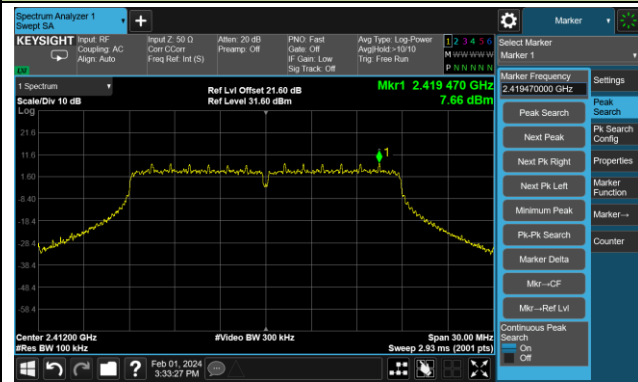 Spectrum Analyzer 1
Swept SA
Marker
KEYSIGHT
Input: RF
Coupling: AC
Align: Auto
Input Z: 50 Ω
Corr CCorr
Freq Ref: Int (S)
Atten: 20 dB
Preamp: Off
PNO: Fast
Gate: Off
IF Gain: Low
Sig Track: Off
Avg Type: Log-Power
Avg|Hold:>10/10
Trig: Free Run
1 2 3 4 5 6
M W W W W W
P N N N N N
LXI
Select Marker
Marker 1
1 Spectrum
Scale/Div 10 dB
Log
Ref Lvl Offset 21.60 dB
Ref Level 31.60 dBm
Mkr1 2.419 470 GHz
7.66 dBm
21.6
11.6
1.60
-8.40
-18.4
-28.4
-38.4
-48.4
-58.4
1
Center 2.41200 GHz
#Res BW 100 kHz
#Video BW 300 kHz
Span 30.00 MHz
Sweep 2.93 ms (2001 pts)
Marker Frequency
2.419470000 GHz
Peak Search
Next Peak
Next Pk Right
Next Pk Left
Minimum Peak
Pk-Pk Search
Marker Delta
Mkr→CF
Mkr→Ref Lvl
Continuous Peak
Search
On
Off
Settings
Peak
Search
Pk Search
Config
Properties
Marker
Function
Marker→
Counter
?
Feb 01, 2024
3:33:27 PM